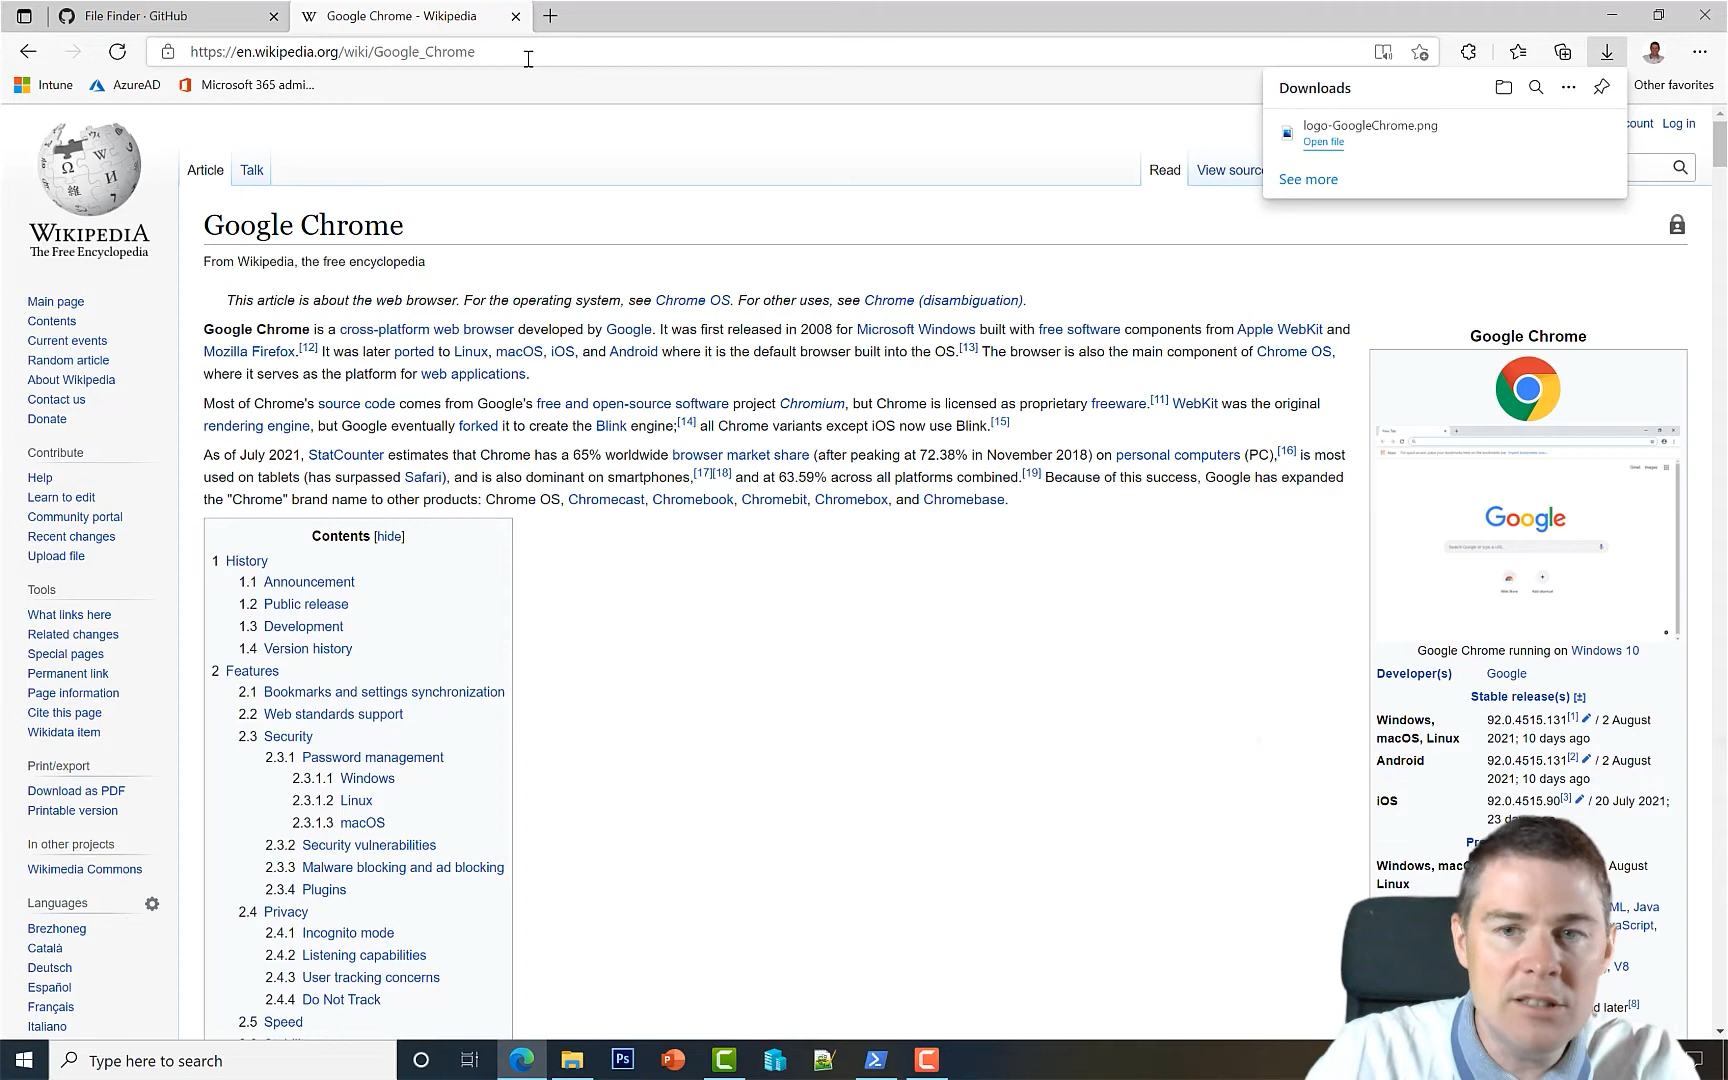 File Finder · GitHub
Google Chrome - Wikipedia
https://en.wikipedia.org/wiki/Google_Chrome
Intune
AzureAD
Microsoft 365 admi...
Other favorites
Downloads
logo-GoogleChrome.png
Open file
See more
count Log in
WIKIPEDIA
The Free Encyclopedia
Main page
Contents
Current events
Random article
About Wikipedia
Contact us
Donate
Contribute
Help
Learn to edit
Community portal
Recent changes
Upload file
Tools
What links here
Related changes
Special pages
Permanent link
Page information
Cite this page
Wikidata item
Print/export
Download as PDF
Printable version
In other projects
Wikimedia Commons
Languages
Brezhoneg
Català
Deutsch
Español
Français
Italiano
Article Talk
Read View source
Google Chrome
From Wikipedia, the free encyclopedia
This article is about the web browser. For the operating system, see Chrome OS. For other uses, see Chrome (disambiguation).
Google Chrome is a cross-platform web browser developed by Google. It was first released in 2008 for Microsoft Windows built with free software components from Apple WebKit and
Mozilla Firefox.[12] It was later ported to Linux, macOS, iOS, and Android where it is the default browser built into the OS.[13] The browser is also the main component of Chrome OS,
where it serves as the platform for web applications.
Most of Chrome's source code comes from Google's free and open-source software project Chromium, but Chrome is licensed as proprietary freeware.[11] WebKit was the original
rendering engine, but Google eventually forked it to create the Blink engine;[14] all Chrome variants except iOS now use Blink.[15]
As of July 2021, StatCounter estimates that Chrome has a 65% worldwide browser market share (after peaking at 72.38% in November 2018) on personal computers (PC),[16] is most
used on tablets (has surpassed Safari), and is also dominant on smartphones,[17][18] and at 63.59% across all platforms combined.[19] Because of this success, Google has expanded
the "Chrome" brand name to other products: Chrome OS, Chromecast, Chromebook, Chromebit, Chromebox, and Chromebase.
Contents [hide]
1 History
1.1 Announcement
1.2 Public release
1.3 Development
1.4 Version history
2 Features
2.1 Bookmarks and settings synchronization
2.2 Web standards support
2.3 Security
2.3.1 Password management
2.3.1.1 Windows
2.3.1.2 Linux
2.3.1.3 macOS
2.3.2 Security vulnerabilities
2.3.3 Malware blocking and ad blocking
2.3.4 Plugins
2.4 Privacy
2.4.1 Incognito mode
2.4.2 Listening capabilities
2.4.3 User tracking concerns
2.4.4 Do Not Track
2.5 Speed
Google Chrome
Google
Google Chrome running on Windows 10
Developer(s) Google
Stable release(s) [±]
Windows, 92.0.4515.131[1] / 2 August
macOS, Linux 2021; 10 days ago
Android 92.0.4515.131[2] / 2 August
2021; 10 days ago
iOS 92.0.4515.90[3] / 20 July 2021;
23 da
Pr
Windows, mac August
Linux
ML, Java
aScript,
V8
d later[8]
Type here to search